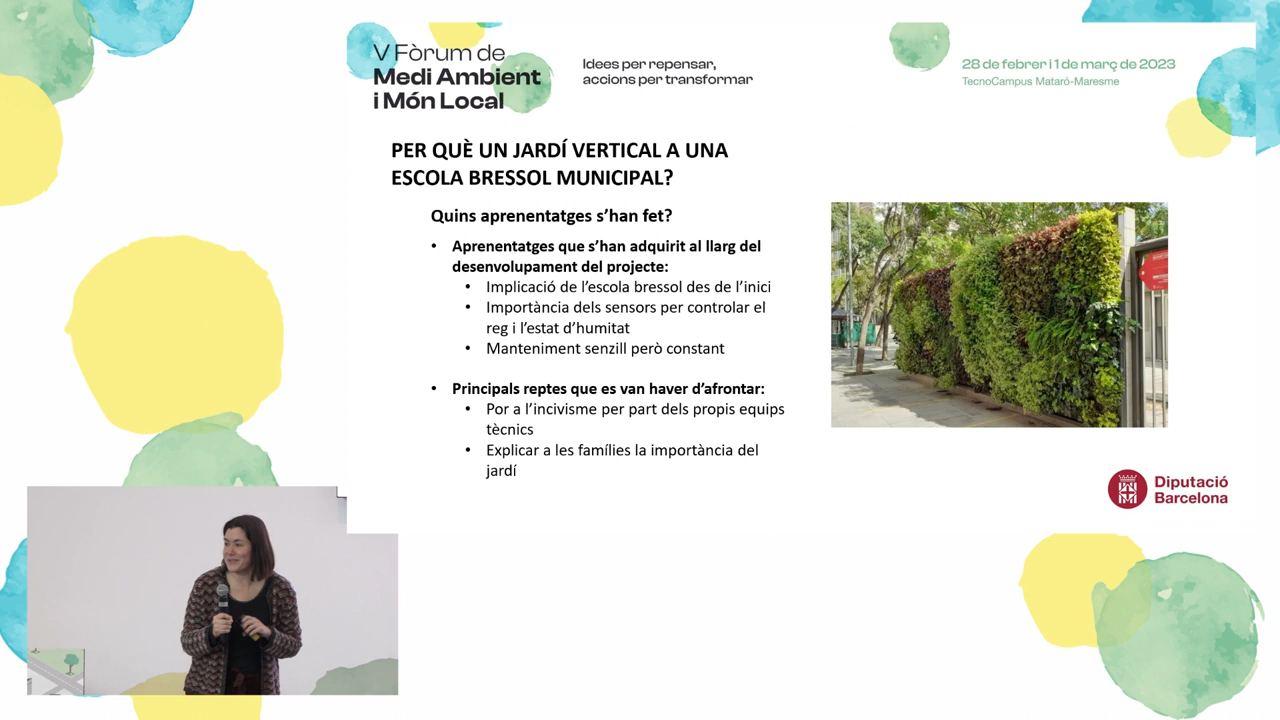 V Fòrum de
Medi Ambient
i Món Local
Idees per repensar,
accions per transformar
28 de febrer i 1 de març de 2023
TecnoCampus Mataró-Maresme
PER QUÈ UN JARDÍ VERTICAL A UNA
ESCOLA BRESSOL MUNICIPAL?
Quins aprenentatges s'han fet?
• Aprenentatges que s'han adquirit al llarg del
desenvolupament del projecte:
• Implicació de l'escola bressol des de l'inici
• Importància dels sensors per controlar el
reg i l'estat d'humitat
• Manteniment senzill però constant
• Principals reptes que es van haver d'afrontar:
• Por a l'incivisme per part dels propis equips
tècnics
• Explicar a les famílies la importància del
jardí
Diputació
Barcelona